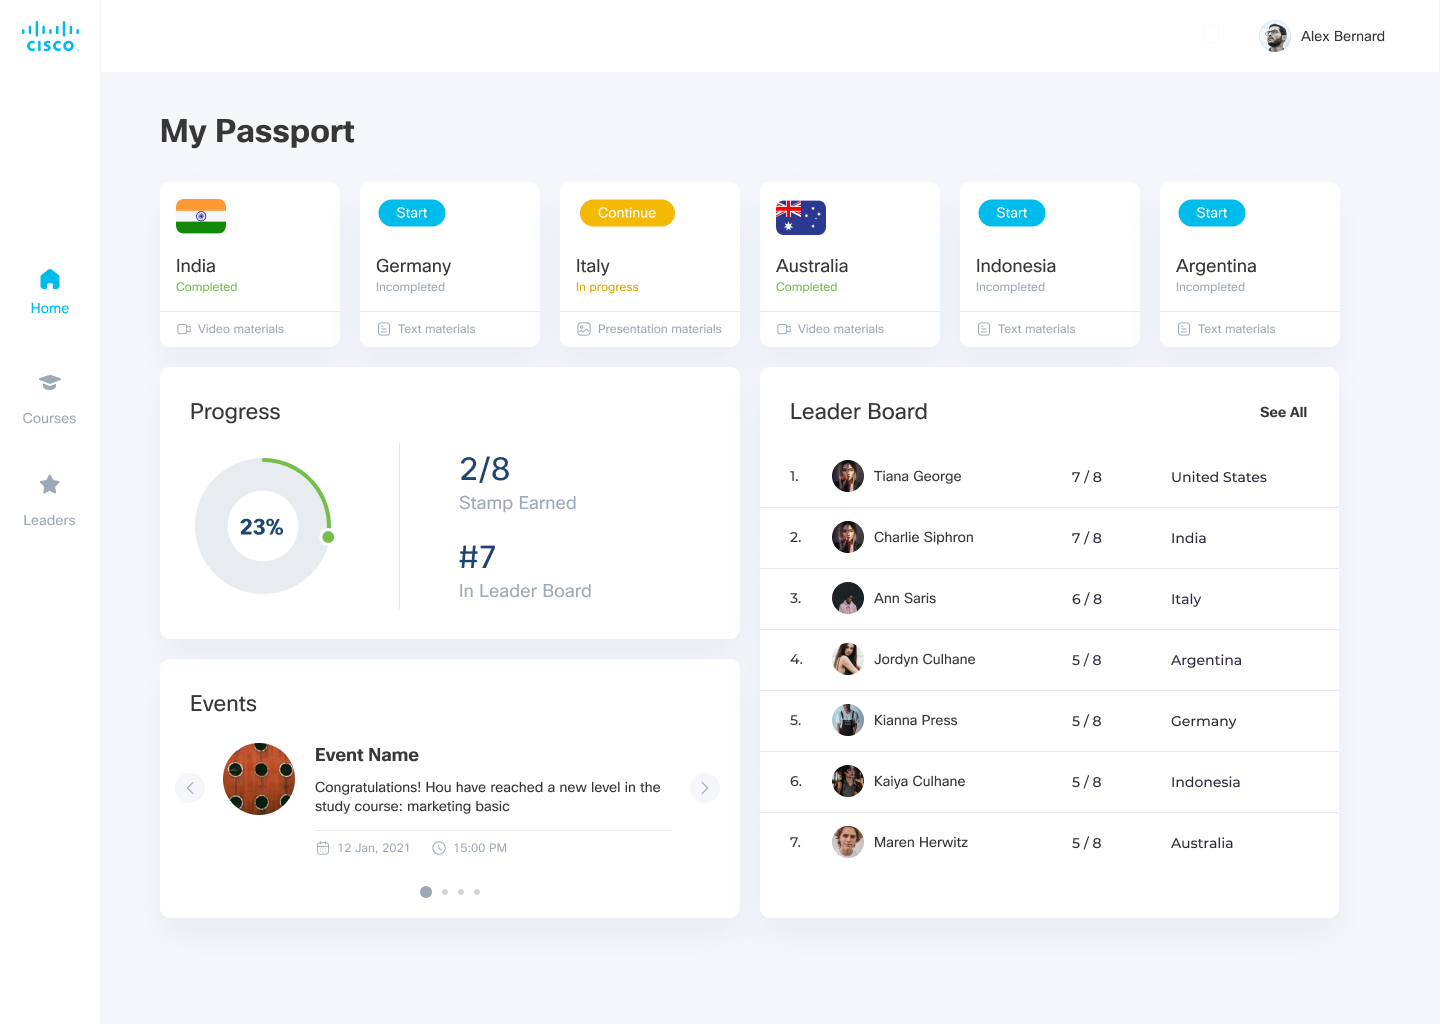 CISCO
Alex Bernard
My Passport
Home
Courses
Leaders
India
Completed
Video materials
Start
Germany
Incompleted
Text materials
Continue
Italy
In progress
Presentation materials
Australia
Completed
Video materials
Start
Indonesia
Incompleted
Text materials
Start
Argentina
Incompleted
Text materials
Progress
23%
2/8
Stamp Earned
#7
In Leader Board
Events
Event Name
Congratulations! Hou have reached a new level in the
study course: marketing basic
12 Jan, 2021 15:00 PM
Leader Board See All
1. Tiana George 7 / 8 United States
2. Charlie Siphron 7 / 8 India
3. Ann Saris 6 / 8 Italy
4. Jordyn Culhane 5 / 8 Argentina
5. Kianna Press 5 / 8 Germany
6. Kaiya Culhane 5 / 8 Indonesia
7. Maren Herwitz 5 / 8 Australia